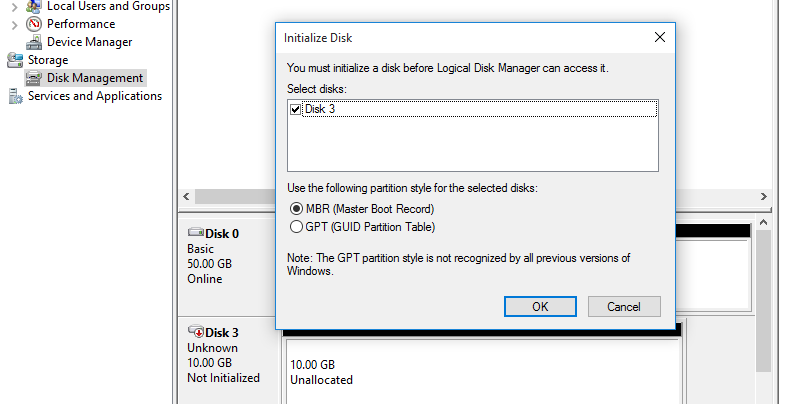 Local Users and Groups
Performance
Device Manager
Storage
Disk Management
Services and Applications
Initialize Disk
You must initialize a disk before Logical Disk Manager can access it.
Select disks:
Disk 3
Use the following partition style for the selected disks:
MBR (Master Boot Record)
GPT (GUID Partition Table)
Note: The GPT partition style is not recognized by all previous versions of
Windows.
OK
Cancel
Disk 0
Basic
50.00 GB
Online
Disk 3
Unknown
10.00 GB
Not Initialized
10.00 GB
Unallocated